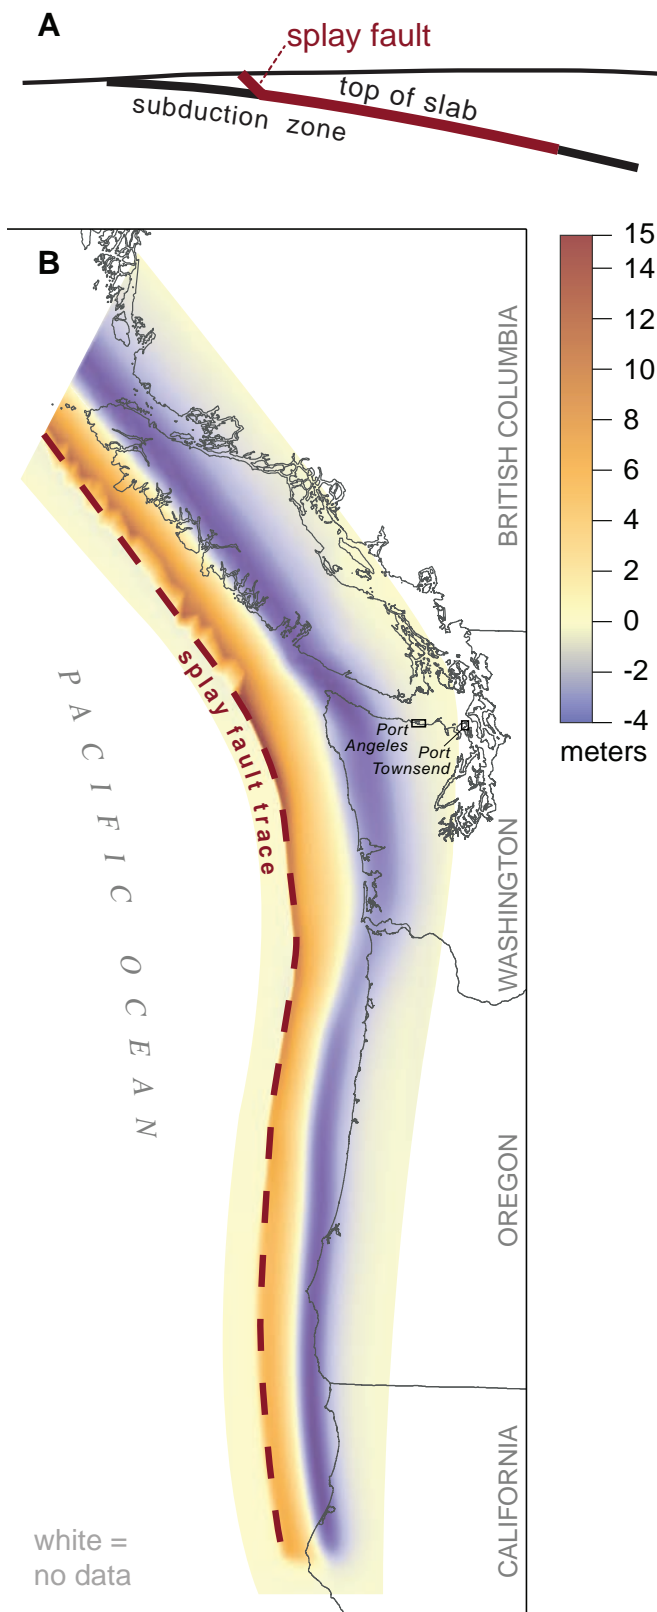 A
splay fault
top of slab
subduction zone
B
15
14
12
10
8
6
4
2
0
-2
-4
meters
BRITISH COLUMBIA
splay fault trace
Port
Angeles
Port
Townsend
PACIFIC OCEAN
WASHINGTON
OREGON
CALIFORNIA
white =
no data